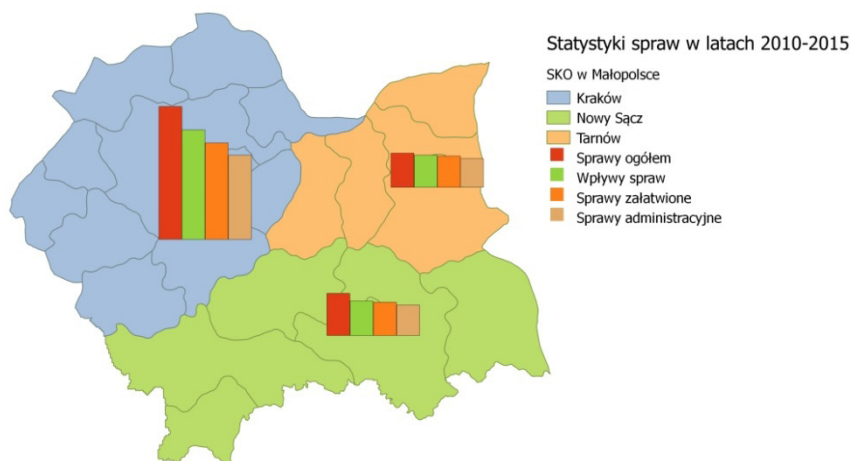 Statystyki spraw w latach 2010-2015
SKO w Małopolsce
Kraków
Nowy Sącz
Tarnów
Sprawy ogółem
Wpływy spraw
Sprawy załatwione
Sprawy administracyjne